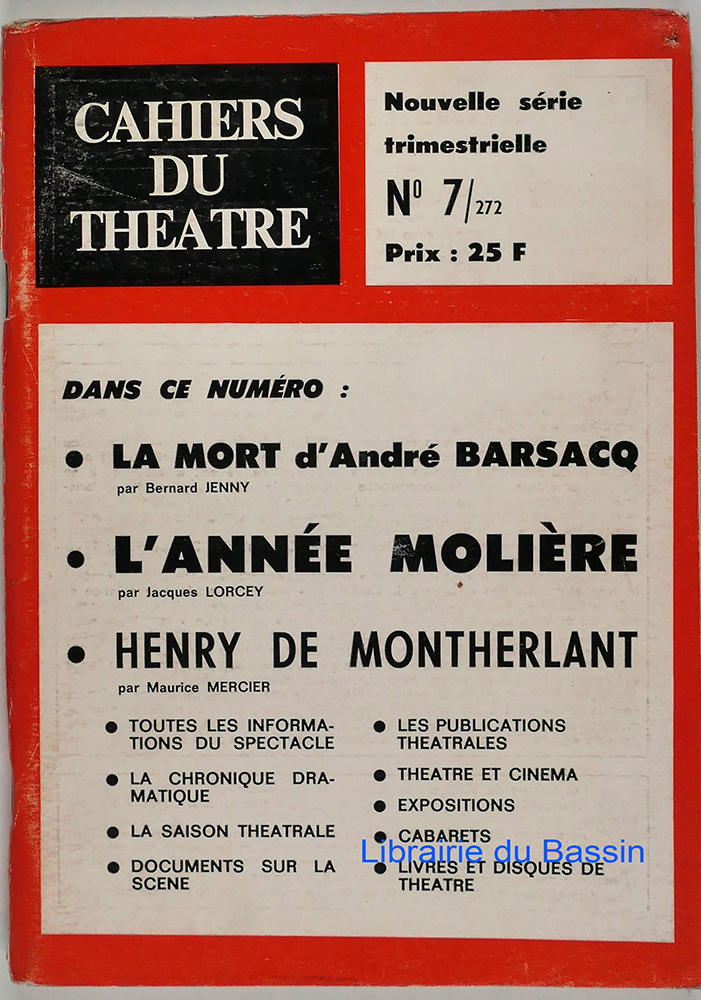 CAHIERS
DU
THEATRE
Nouvelle série
trimestrielle
Nº 7/272
Prix : 25 F
DANS CE NUMÉRO :
• LA MORT d'André BARSACQ
par Bernard JENNY
• L'ANNÉE MOLIÈRE
par Jacques LORCEY
• HENRY DE MONTHERLANT
par Maurice MERCIER
• TOUTES LES INFORMA-
TIONS DU SPECTACLE
• LA CHRONIQUE DRA-
MATIQUE
• LA SAISON THEATRALE
• DOCUMENTS SUR LA
SCENE
• LES PUBLICATIONS
THEATRALES
• THEATRE ET CINEMA
• EXPOSITIONS
• CABARETS
• LIVRES ET DISQUES DE
THEATRE
Librairie du Bassin